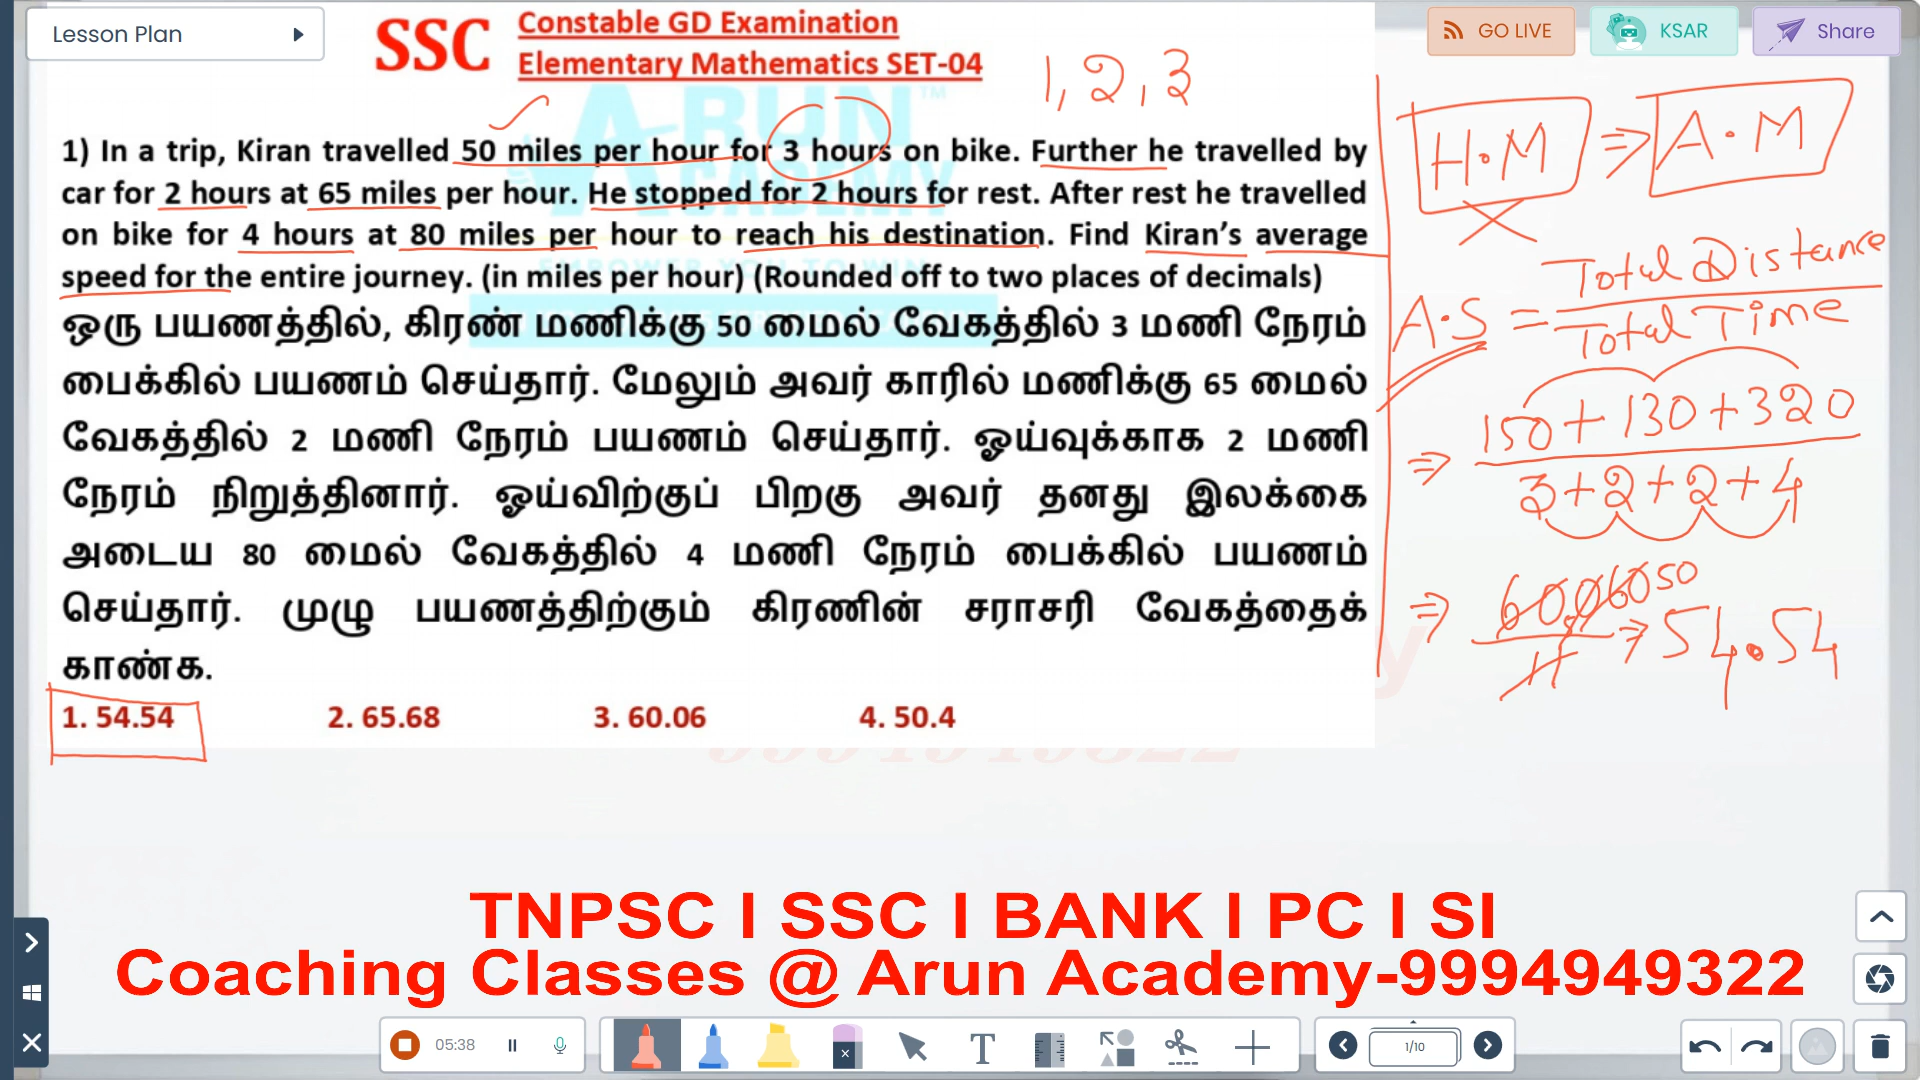 Lesson Plan
SSC
Constable GD Examination
Elementary Mathematics SET-04
GO LIVE
KSAR
Share
1, 2, 3
H.M ⇒ A.M
1) In a trip, Kiran travelled 50 miles per hour for 3 hours on bike. Further he travelled by
car for 2 hours at 65 miles per hour. He stopped for 2 hours for rest. After rest he travelled
on bike for 4 hours at 80 miles per hour to reach his destination. Find Kiran's average
speed for the entire journey. (in miles per hour) (Rounded off to two places of decimals)
ஒரு பயணத்தில், கிரண் மணிக்கு 50 மைல் வேகத்தில் 3 மணி நேரம்
பைக்கில் பயணம் செய்தார். மேலும் அவர் காரில் மணிக்கு 65 மைல்
வேகத்தில் 2 மணி நேரம் பயணம் செய்தார். ஓய்வுக்காக 2 மணி
நேரம் நிறுத்தினார். ஓய்விற்குப் பிறகு அவர் தனது இலக்கை
அடைய 80 மைல் வேகத்தில் 4 மணி நேரம் பைக்கில் பயணம்
செய்தார். முழு பயணத்திற்கும் கிரணின் சராசரி வேகத்தைக்
காண்க.
1. 54.54 2. 65.68 3. 60.06 4. 50.4
A.S = Total Distance
Total Time
⇒ 150 + 130 + 320
3 + 2 + 2 + 4
⇒ 600 60 50
11 ⇒ 54.54
ARUN
ACADEMY
EMPOWER YOU TO WIN
TNPSC I SSC I BANK I PC I SI
Coaching Classes @ Arun Academy-9994949322
05:38
T
1/10